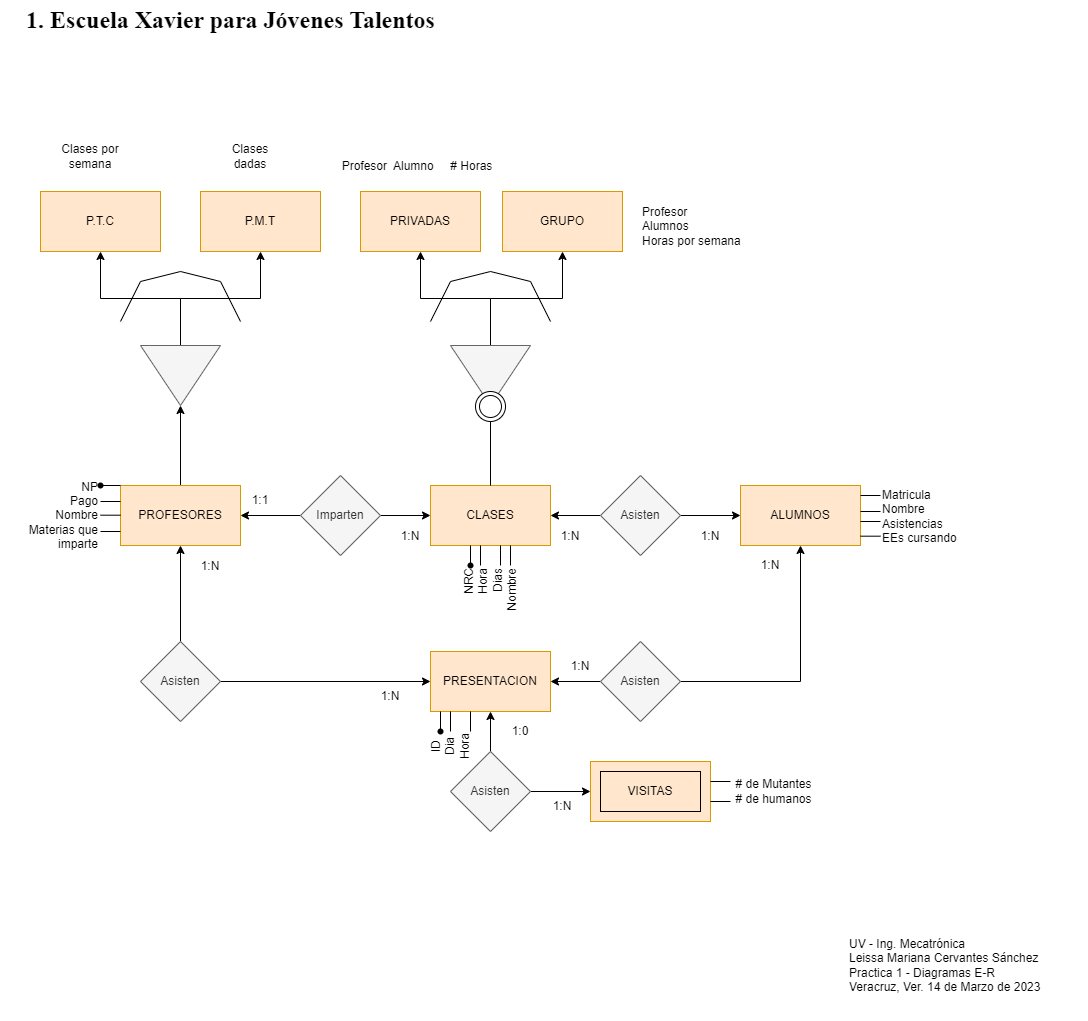 1. Escuela Xavier para Jóvenes Talentos
Clases por
semana
Clases
dadas
Profesor Alumno # Horas
P.T.C
P.M.T
PRIVADAS
GRUPO
Profesor
Alumnos
Horas por semana
NP
Pago
Nombre
Materias que
imparte
PROFESORES
1:1
Imparten
1:N
CLASES
1:N
Asisten
1:N
ALUMNOS
Matricula
Nombre
Asistencias
EEs cursando
NRC
Hora
Dias
Nombre
1:N
1:N
Asisten
1:N
PRESENTACION
1:N
Asisten
ID
Dia
Hora
1:0
Asisten
1:N
VISITAS
# de Mutantes
# de humanos
UV - Ing. Mecatrónica
Leissa Mariana Cervantes Sánchez
Practica 1 - Diagramas E-R
Veracruz, Ver. 14 de Marzo de 2023